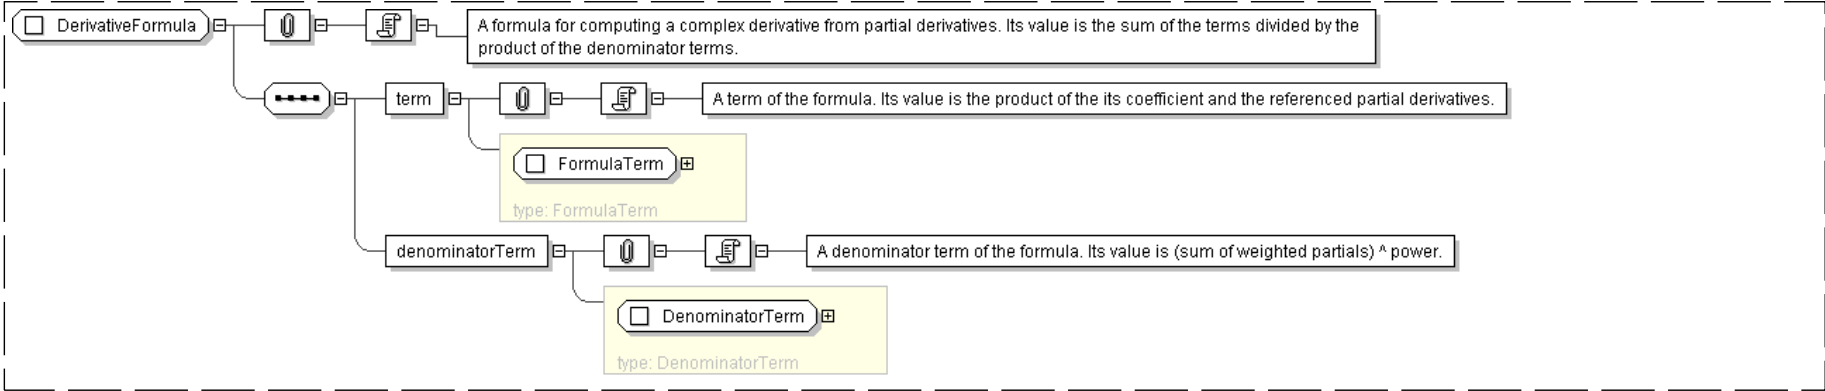 DerivativeFormula
A formula for computing a complex derivative from partial derivatives. Its value is the sum of the terms divided by the
product of the denominator terms.
term
A term of the formula. Its value is the product of the its coefficient and the referenced partial derivatives.
FormulaTerm
type: FormulaTerm
denominatorTerm
A denominator term of the formula. Its value is (sum of weighted partials) ^ power.
DenominatorTerm
type: DenominatorTerm